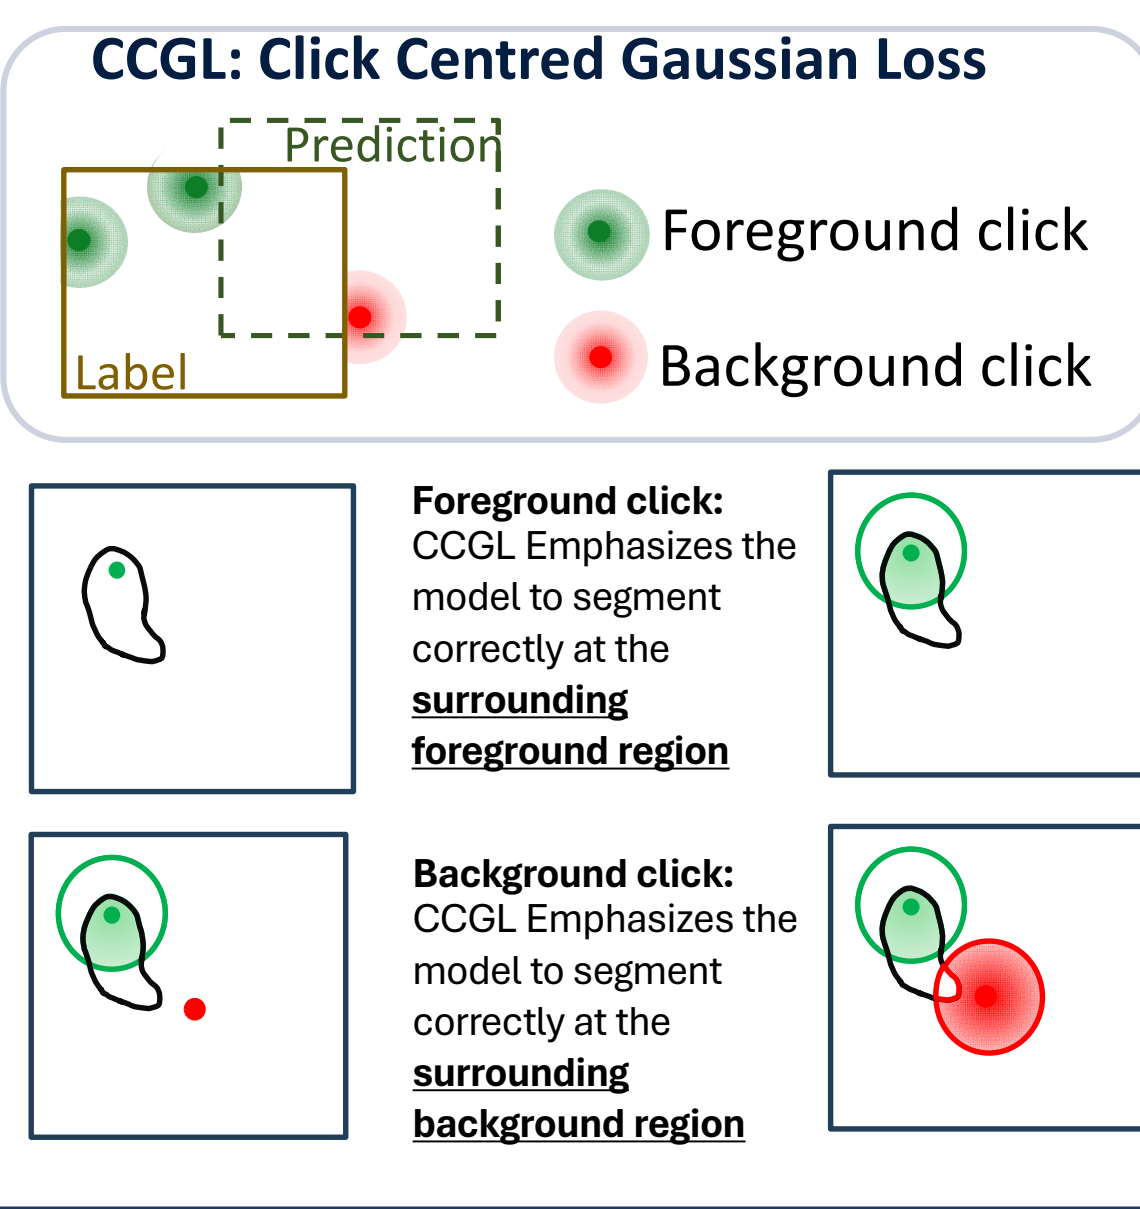 CCGL: Click Centred Gaussian Loss
Prediction
Label
Foreground click
Background click
Foreground click:
CCGL Emphasizes the
model to segment
correctly at the
surrounding
foreground region
Background click:
CCGL Emphasizes the
model to segment
correctly at the
surrounding
background region